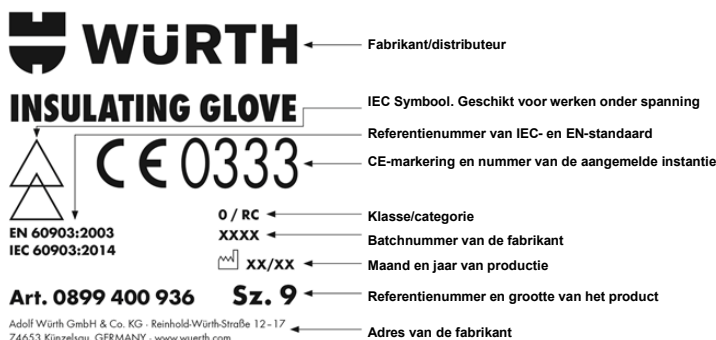 WÜRTH
Fabrikant/distributeur
INSULATING GLOVE
IEC Symbool. Geschikt voor werken onder spanning
Referentienummer van IEC- en EN-standaard
CE 0333
CE-markering en nummer van de aangemelde instantie
EN 60903:2003
IEC 60903:2014
0 / RC
Klasse/categorie
XXXX
Batchnummer van de fabrikant
XX/XX
Maand en jaar van productie
Art. 0899 400 936
Sz. 9
Referentienummer en grootte van het product
Adolf Würth GmbH & Co. KG · Reinhold-Würth-Straße 12–17
74653 Künzelsau, GERMANY · www.wuerth.com
Adres van de fabrikant